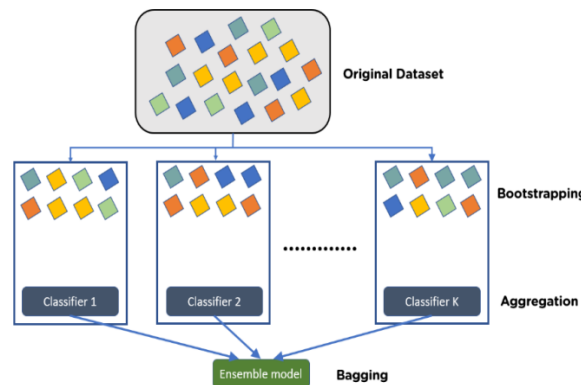 Original Dataset
Bootstrapping
Classifier 1
Classifier 2
Classifier K
Aggregation
Ensemble model
Bagging